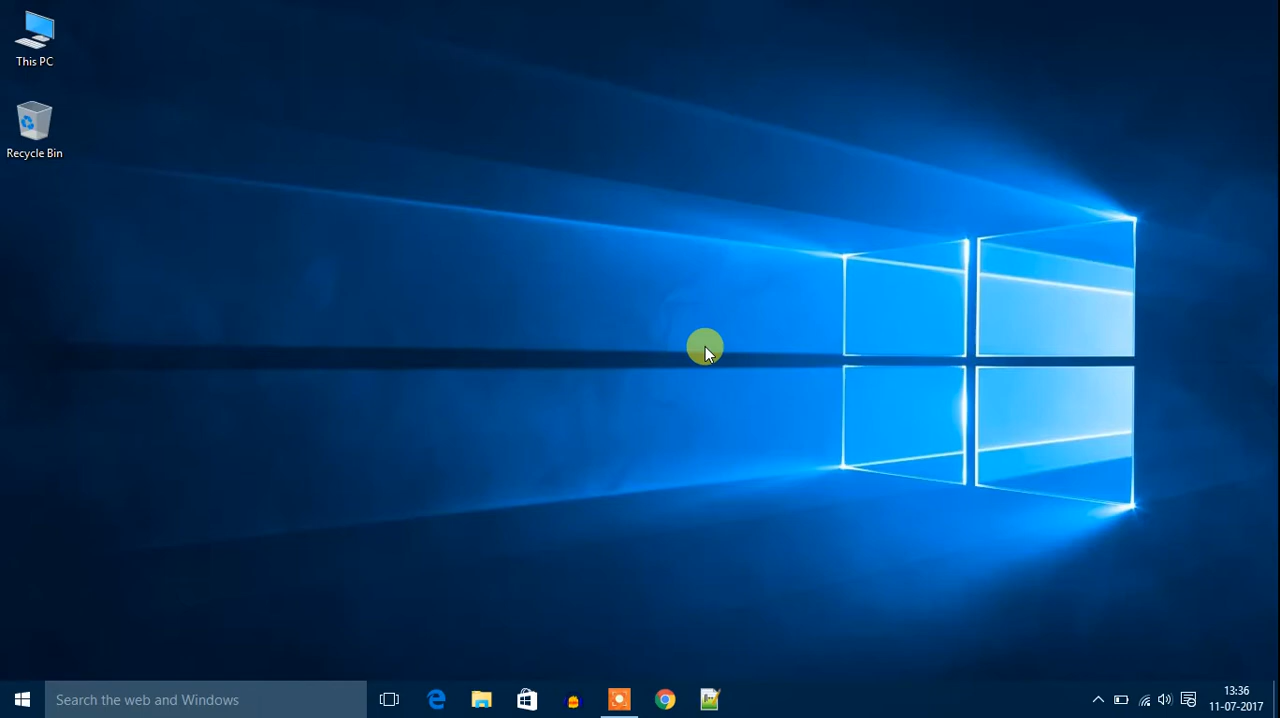 This PC
Recycle Bin
Search the web and Windows
13:36
11-07-2017